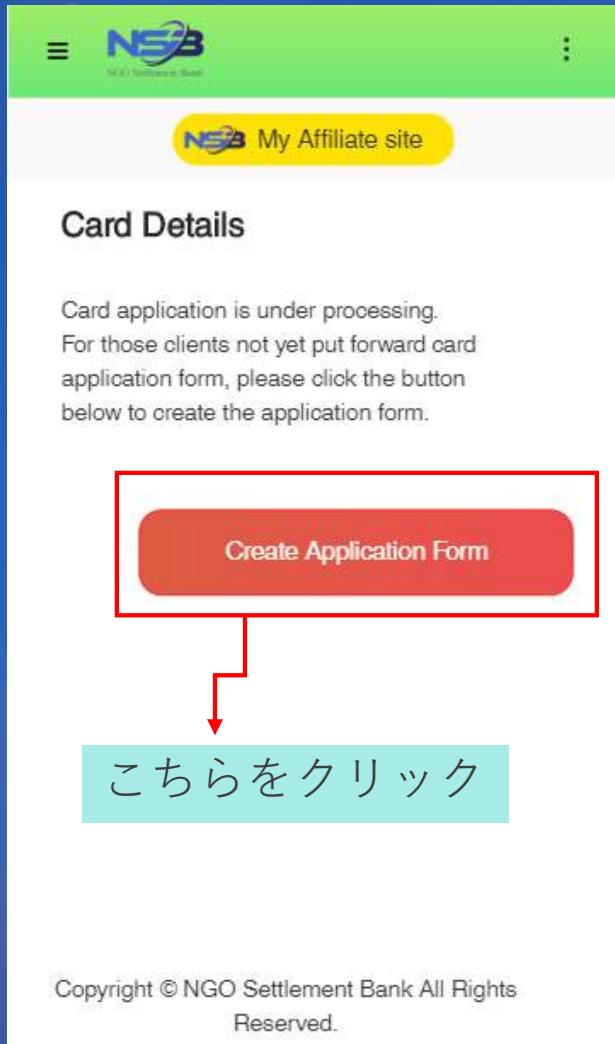 NSB
NGO Settlement Bank
NSB My Affiliate site
Card Details
Card application is under processing.
For those clients not yet put forward card
application form, please click the button
below to create the application form.
Create Application Form
こちらをクリック
Copyright © NGO Settlement Bank All Rights
Reserved.